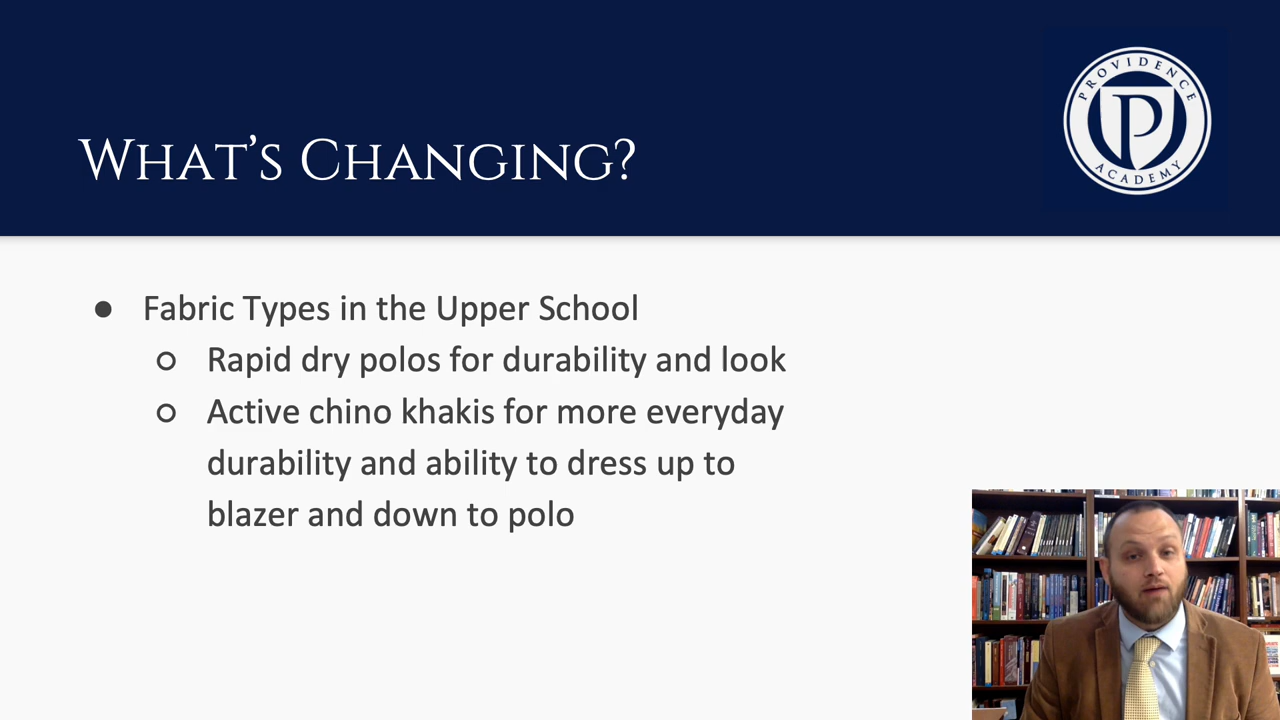 What's Changing?
PROVIDENCE
P
ACADEMY
● Fabric Types in the Upper School
○ Rapid dry polos for durability and look
○ Active chino khakis for more everyday
durability and ability to dress up to
blazer and down to polo